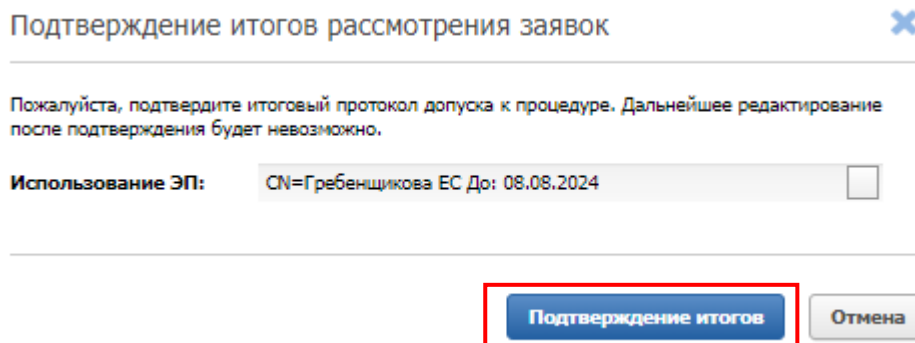 Подтверждение итогов рассмотрения заявок
Пожалуйста, подтвердите итоговый протокол допуска к процедуре. Дальнейшее редактирование
после подтверждения будет невозможно.
Использование ЭП: CN=Гребенщикова ЕС До: 08.08.2024
Подтверждение итогов Отмена